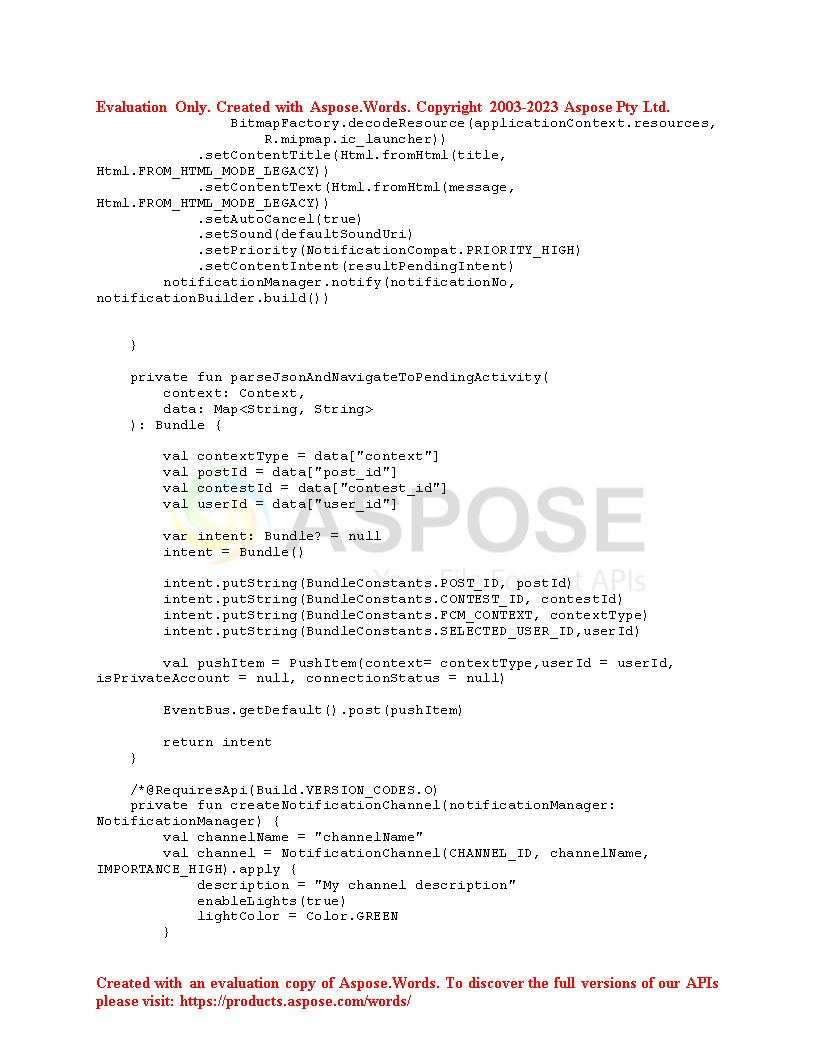 Evaluation Only. Created with Aspose.Words. Copyright 2003-2023 Aspose Pty Ltd.
                BitmapFactory.decodeResource(applicationContext.resources,
                    R.mipmap.ic_launcher))
            .setContentTitle(Html.fromHtml(title,
Html.FROM_HTML_MODE_LEGACY))
            .setContentText(Html.fromHtml(message,
Html.FROM_HTML_MODE_LEGACY))
            .setAutoCancel(true)
            .setSound(defaultSoundUri)
            .setPriority(NotificationCompat.PRIORITY_HIGH)
            .setContentIntent(resultPendingIntent)
        notificationManager.notify(notificationNo,
notificationBuilder.build())
    }
    private fun parseJsonAndNavigateToPendingActivity(
        context: Context,
        data: Map<String, String>
    ): Bundle {
        val contextType = data["context"]
        val postId = data["post_id"]
        val contestId = data["contest_id"]
        val userId = data["user_id"]
ASPOSE
        var intent: Bundle? = null
        intent = Bundle()
Your File Format APIs
        intent.putString(BundleConstants.POST_ID, postId)
        intent.putString(BundleConstants.CONTEST_ID, contestId)
        intent.putString(BundleConstants.FCM_CONTEXT, contextType)
        intent.putString(BundleConstants.SELECTED_USER_ID,userId)
        val pushItem = PushItem(context= contextType,userId = userId,
isPrivateAccount = null, connectionStatus = null)
        EventBus.getDefault().post(pushItem)
        return intent
    }
    /*@RequiresApi(Build.VERSION_CODES.O)
    private fun createNotificationChannel(notificationManager:
NotificationManager) {
        val channelName = "channelName"
        val channel = NotificationChannel(CHANNEL_ID, channelName,
IMPORTANCE_HIGH).apply {
            description = "My channel description"
            enableLights(true)
            lightColor = Color.GREEN
        }
Created with an evaluation copy of Aspose.Words. To discover the full versions of our APIs
please visit: https://products.aspose.com/words/